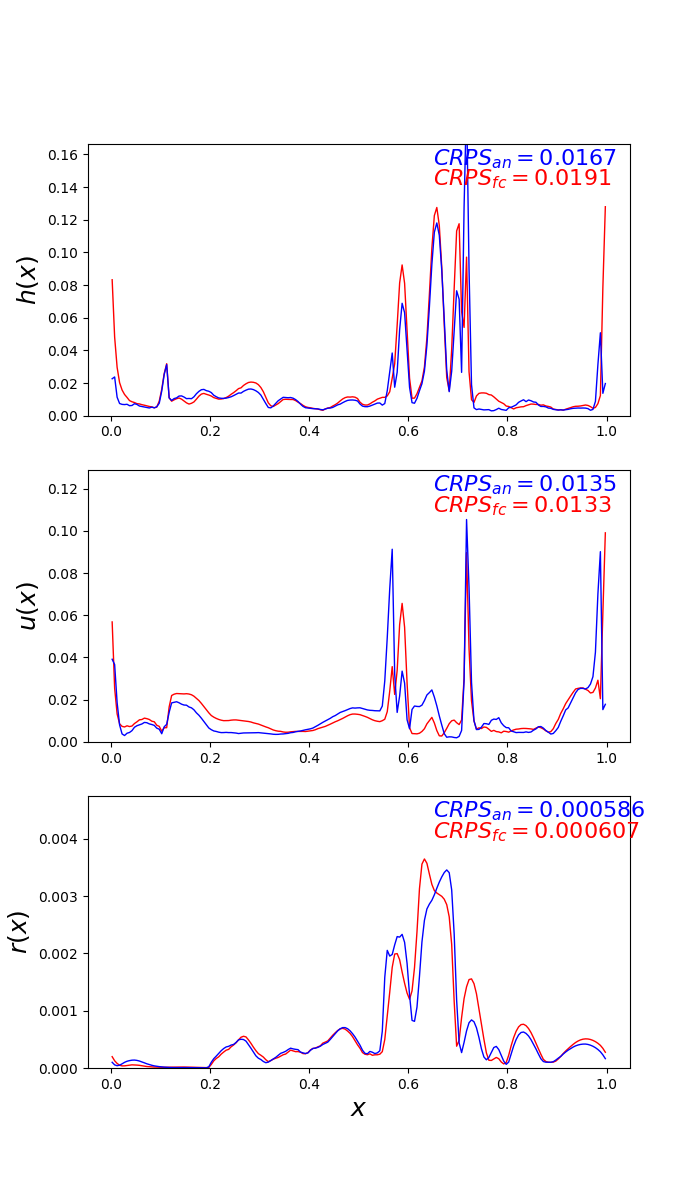 CRPS_an = 0.0167
CRPS_fc = 0.0191
0.16
0.14
0.12
0.10
0.08
0.06
0.04
0.02
0.00
h(x)
0.0 0.2 0.4 0.6 0.8 1.0
CRPS_an = 0.0135
CRPS_fc = 0.0133
0.12
0.10
0.08
0.06
0.04
0.02
0.00
u(x)
0.0 0.2 0.4 0.6 0.8 1.0
CRPS_an = 0.000586
CRPS_fc = 0.000607
0.004
0.003
0.002
0.001
0.000
r(x)
0.0 0.2 0.4 0.6 0.8 1.0
x